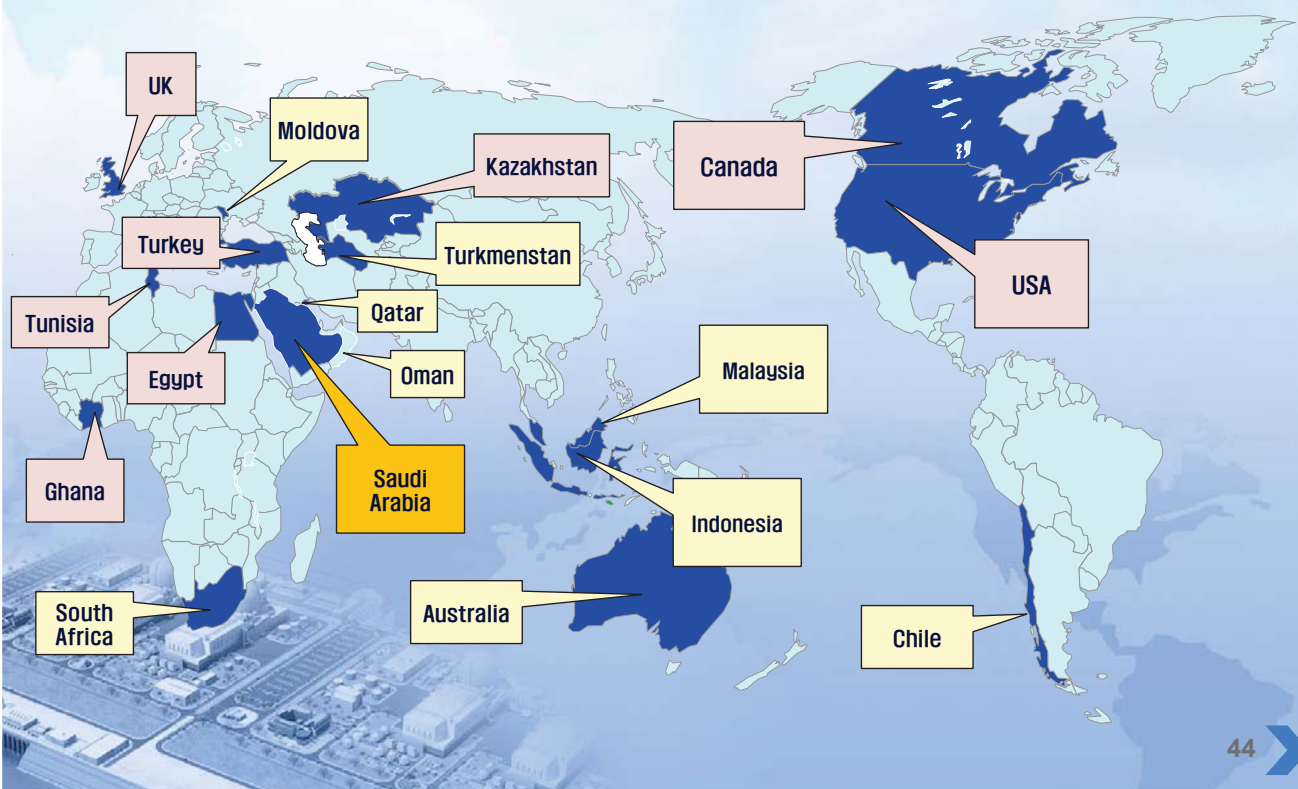 UK
Moldova
Kazakhstan
Canada
Turkey
Turkmenstan
USA
Tunisia
Qatar
Egypt
Oman
Malaysia
Ghana
Saudi
Arabia
Indonesia
South
Africa
Australia
Chile
44